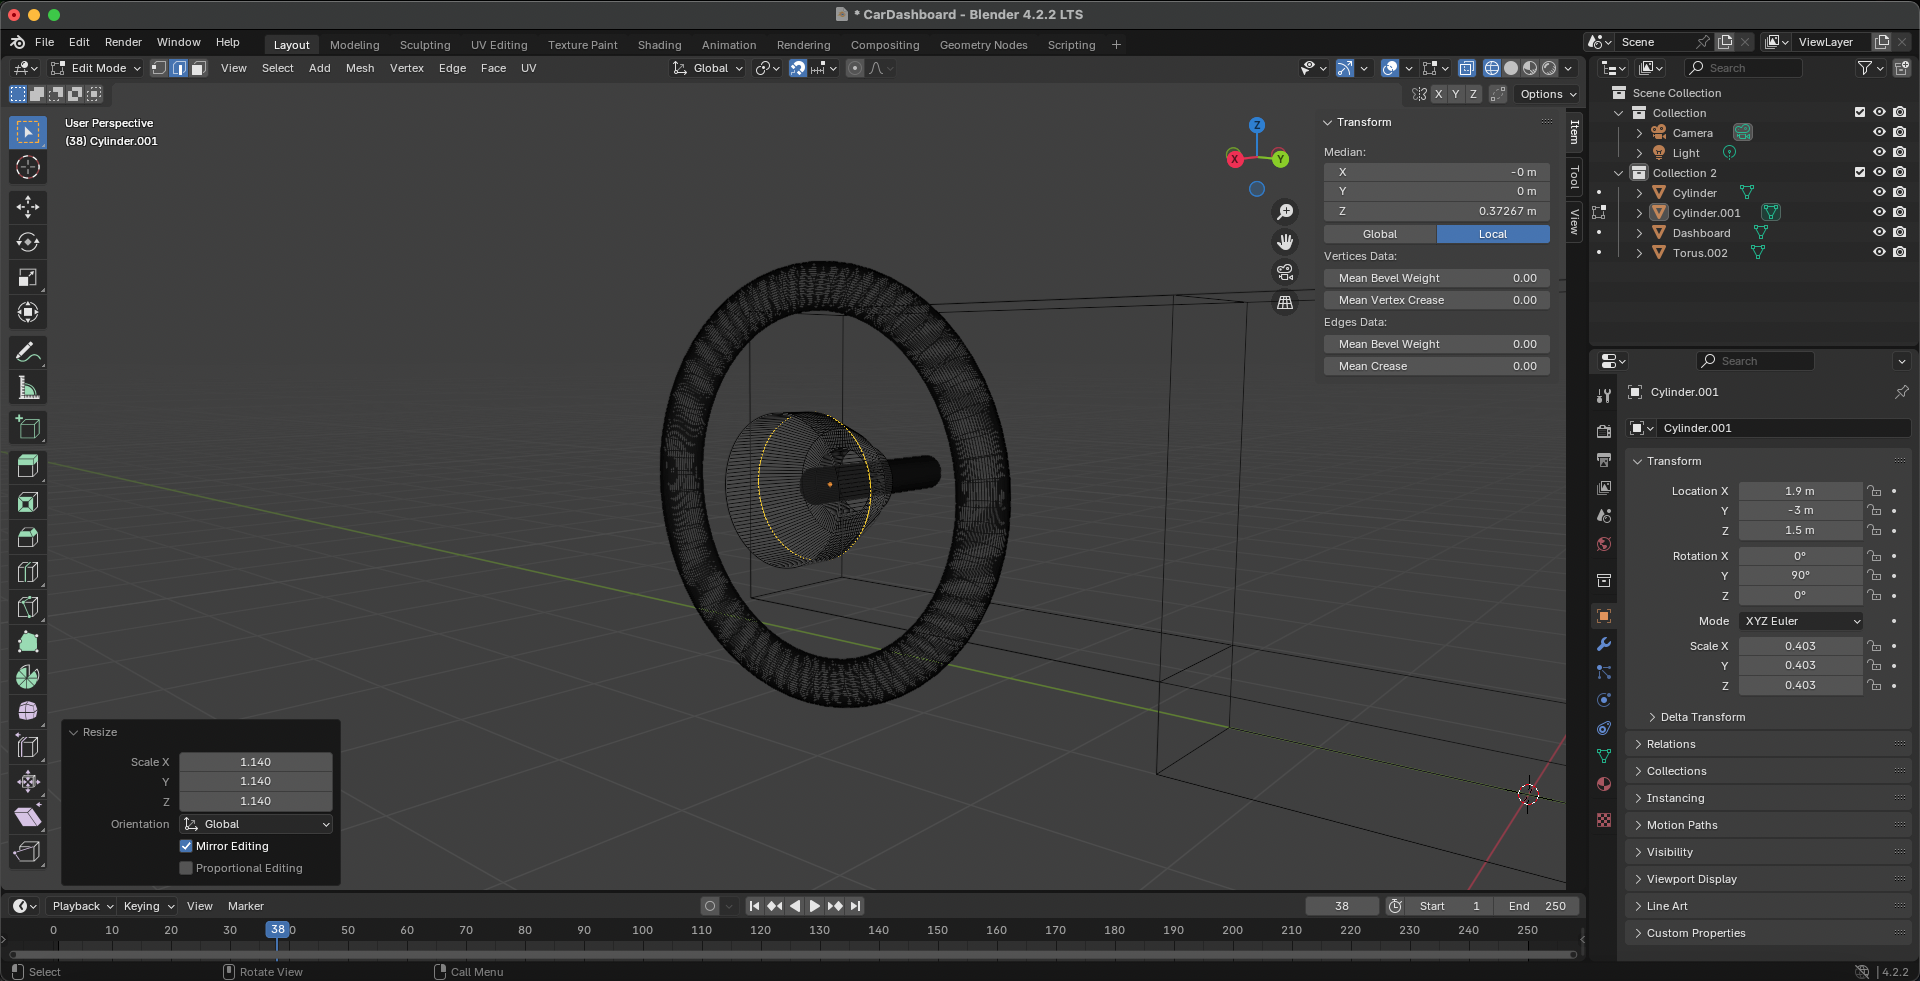 * CarDashboard - Blender 4.2.2 LTS
File Edit Render Window Help Layout Modeling Sculpting UV Editing Texture Paint Shading Animation Rendering Compositing Geometry Nodes Scripting + Scene ViewLayer
Edit Mode View Select Add Mesh Vertex Edge Face UV Global Search
X Y Z Options
User Perspective
(38) Cylinder.001
Z
X Y
Transform
Median:
X -0 m
Y 0 m
Z 0.37267 m
Global Local
Vertices Data:
Mean Bevel Weight 0.00
Mean Vertex Crease 0.00
Edges Data:
Mean Bevel Weight 0.00
Mean Crease 0.00
Item
Tool
View
Scene Collection
Collection
Camera
Light
Collection 2
Cylinder
Cylinder.001
Dashboard
Torus.002
Search
Cylinder.001
Cylinder.001
Transform
Location X 1.9 m
Y -3 m
Z 1.5 m
Rotation X 0°
Y 90°
Z 0°
Mode XYZ Euler
Scale X 0.403
Y 0.403
Z 0.403
Delta Transform
Relations
Collections
Instancing
Motion Paths
Visibility
Viewport Display
Line Art
Custom Properties
Resize
Scale X 1.140
Y 1.140
Z 1.140
Orientation Global
Mirror Editing
Proportional Editing
Playback Keying View Marker 38 Start 1 End 250
0 10 20 30 38 0 50 60 70 80 90 100 110 120 130 140 150 160 170 180 190 200 210 220 230 240 250
Select Rotate View Call Menu 4.2.2